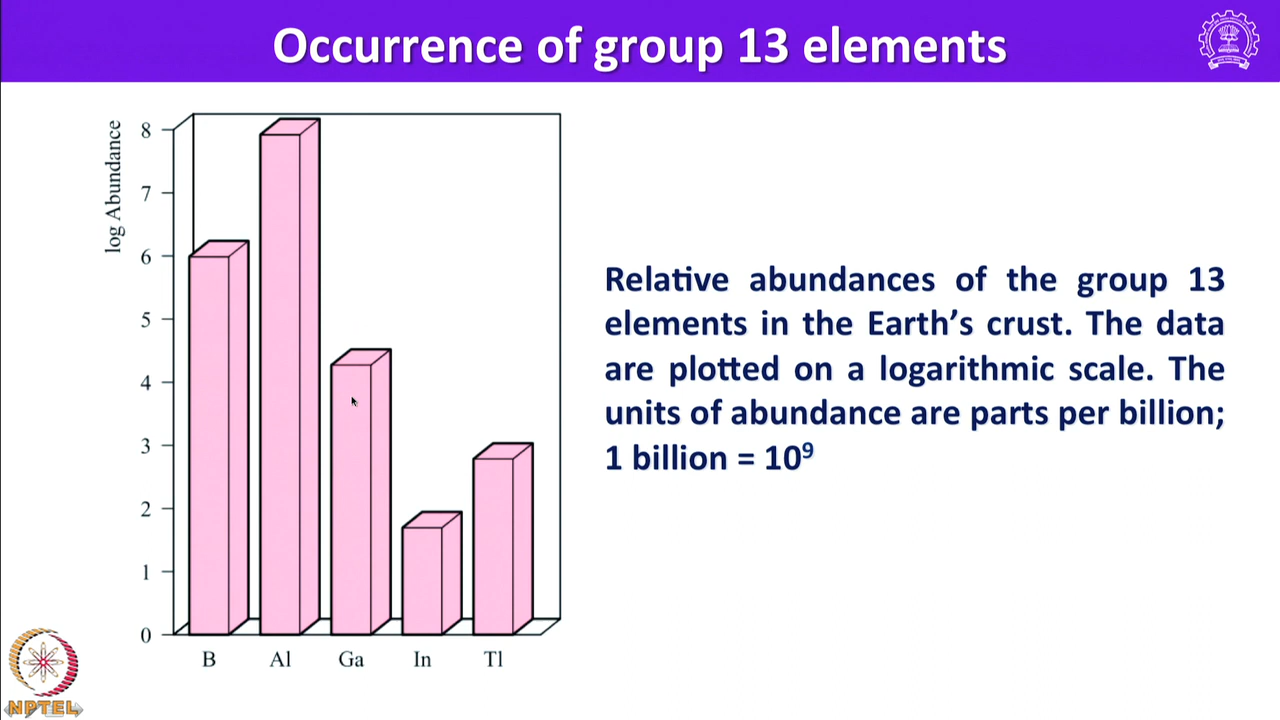 Occurrence of group 13 elements
log Abundance
8
7
6
5
4
3
2
1
0
B Al Ga In Tl
Relative abundances of the group 13
elements in the Earth’s crust. The data
are plotted on a logarithmic scale. The
units of abundance are parts per billion;
1 billion = 10⁹
NPTEL